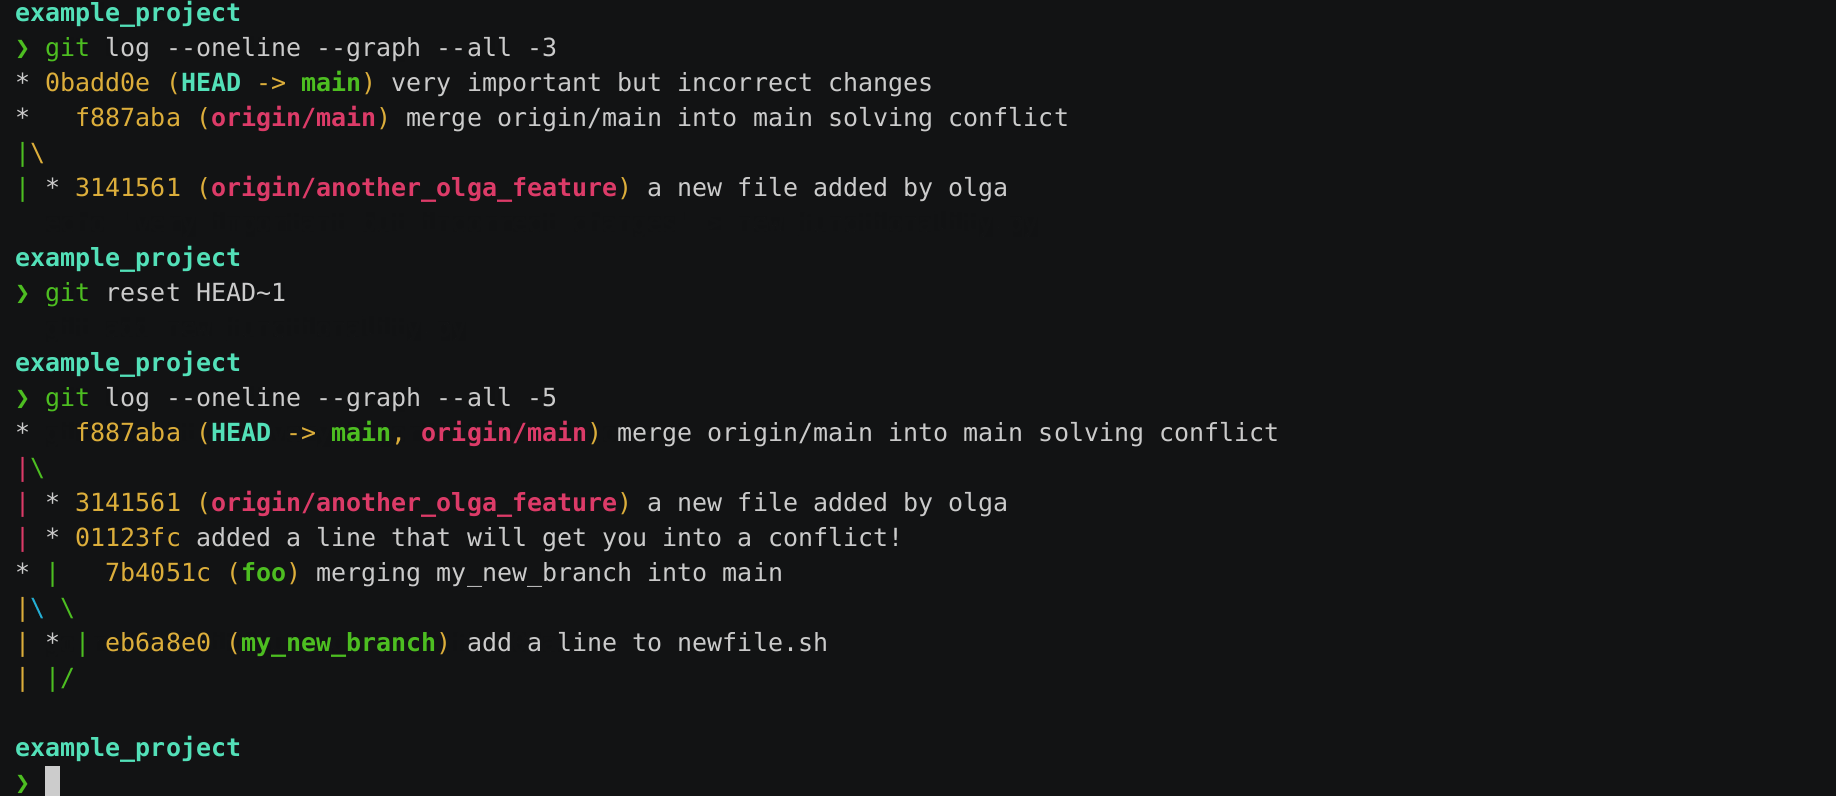 example_project
❯ git log --oneline --graph --all -3
* 0badd0e (HEAD -> main) very important but incorrect changes
*   f887aba (origin/main) merge origin/main into main solving conflict
|\
| * 3141561 (origin/another_olga_feature) a new file added by olga
example_project
❯ git reset HEAD~1
example_project
❯ git log --oneline --graph --all -5
*   f887aba (HEAD -> main, origin/main) merge origin/main into main solving conflict
|\
| * 3141561 (origin/another_olga_feature) a new file added by olga
| * 01123fc added a line that will get you into a conflict!
* |   7b4051c (foo) merging my_new_branch into main
|\ \
| * | eb6a8e0 (my_new_branch) add a line to newfile.sh
| |/
example_project
❯